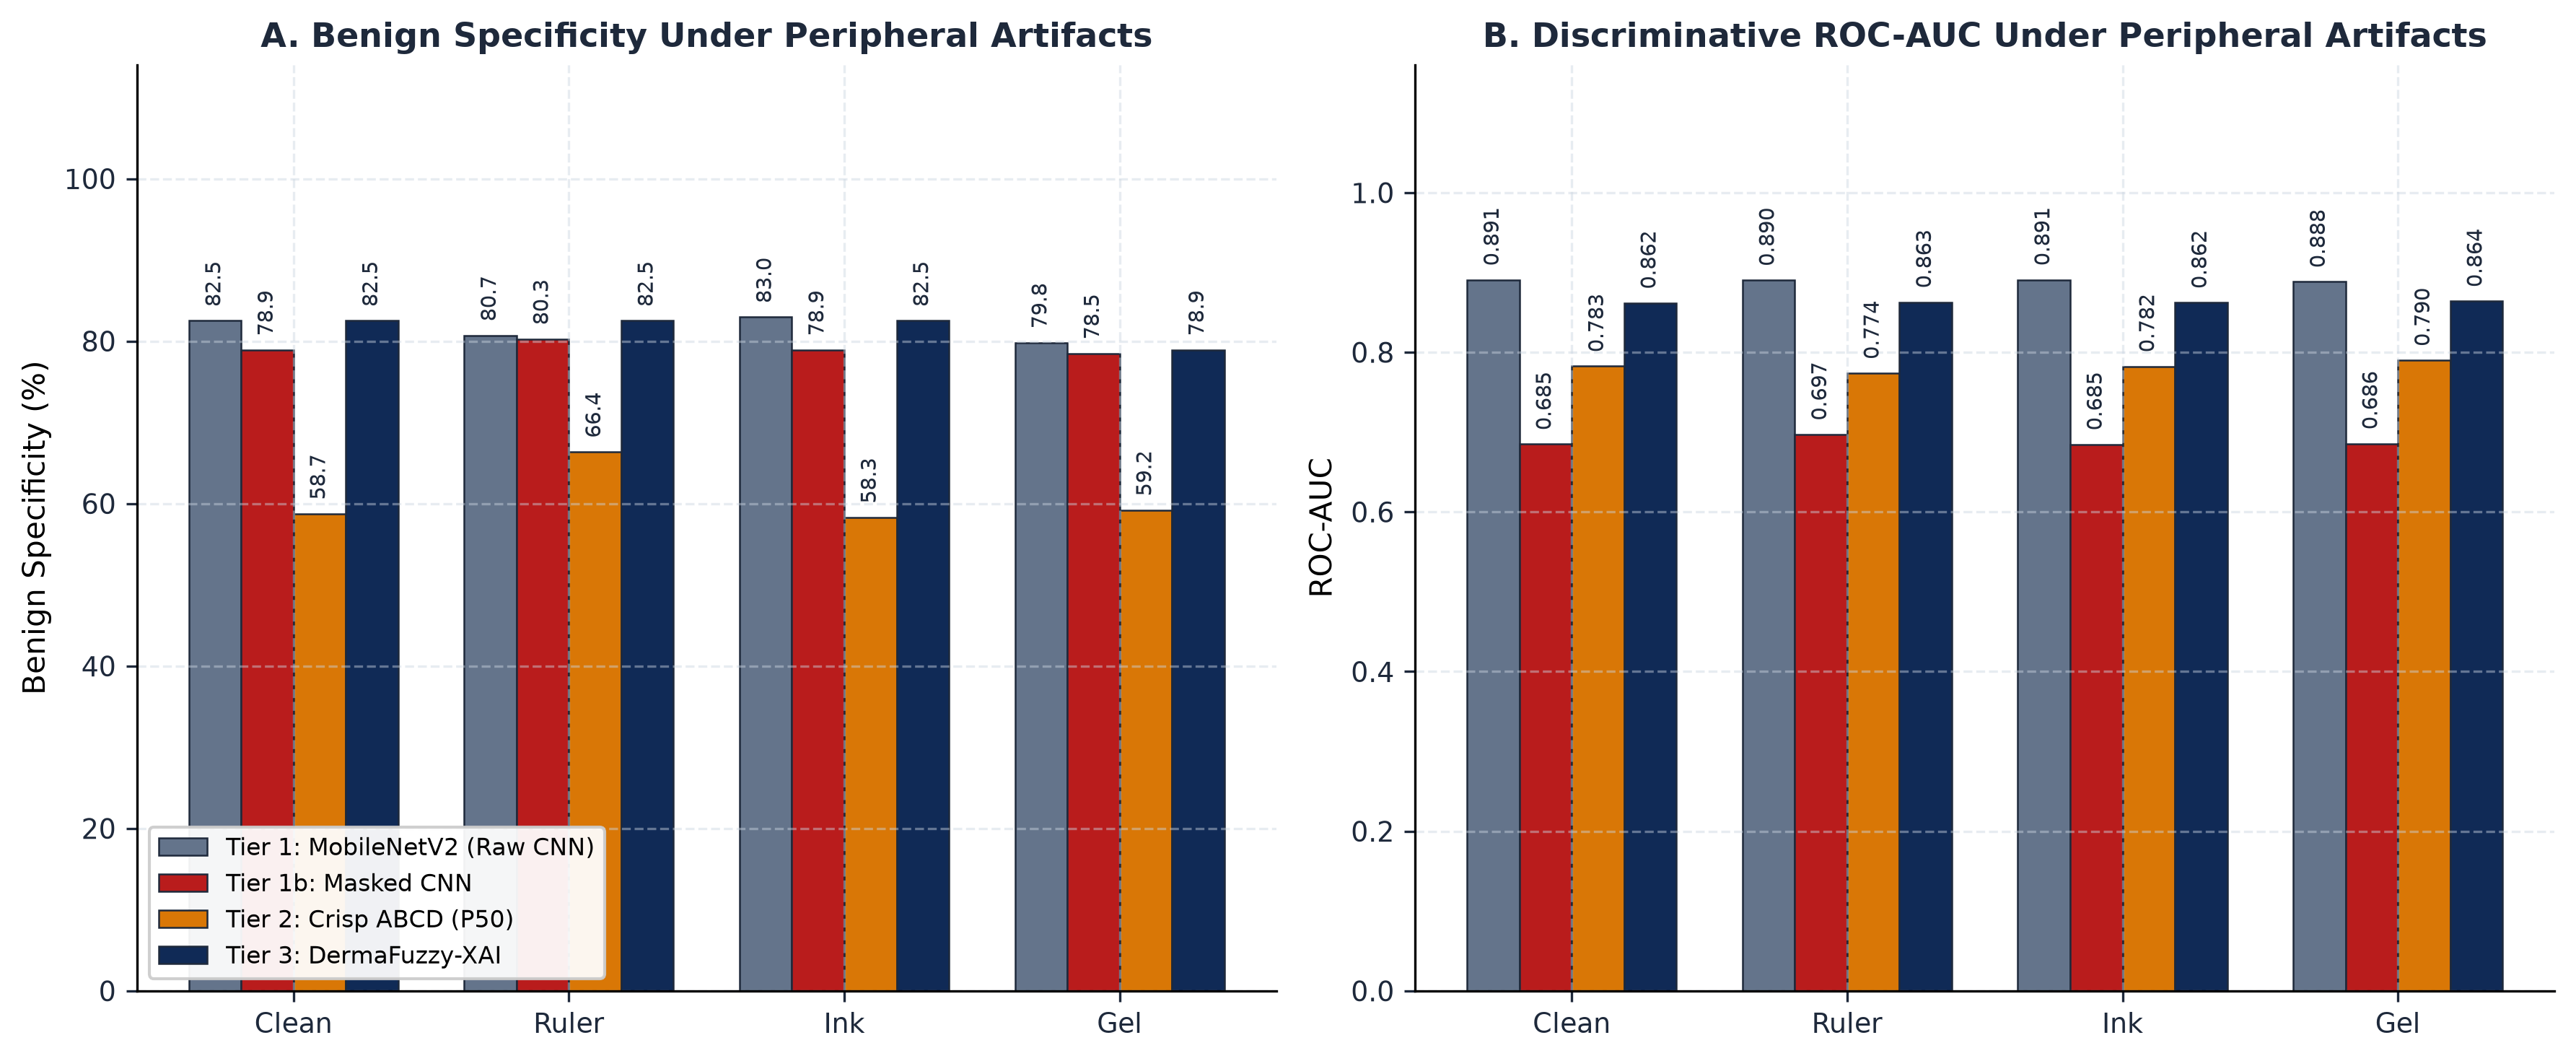 A. Benign Specificity Under Peripheral Artifacts
Benign Specificity (%)
100
80
60
40
20
0
82.5
78.9
58.7
82.5
80.7
80.3
66.4
82.5
83.0
78.9
58.3
82.5
79.8
78.5
59.2
78.9
Tier 1: MobileNetV2 (Raw CNN)
Tier 1b: Masked CNN
Tier 2: Crisp ABCD (P50)
Tier 3: DermaFuzzy-XAI
Clean
Ruler
Ink
Gel
B. Discriminative ROC-AUC Under Peripheral Artifacts
ROC-AUC
1.0
0.8
0.6
0.4
0.2
0.0
0.891
0.685
0.783
0.862
0.890
0.697
0.774
0.863
0.891
0.685
0.782
0.862
0.888
0.686
0.790
0.864
Clean
Ruler
Ink
Gel